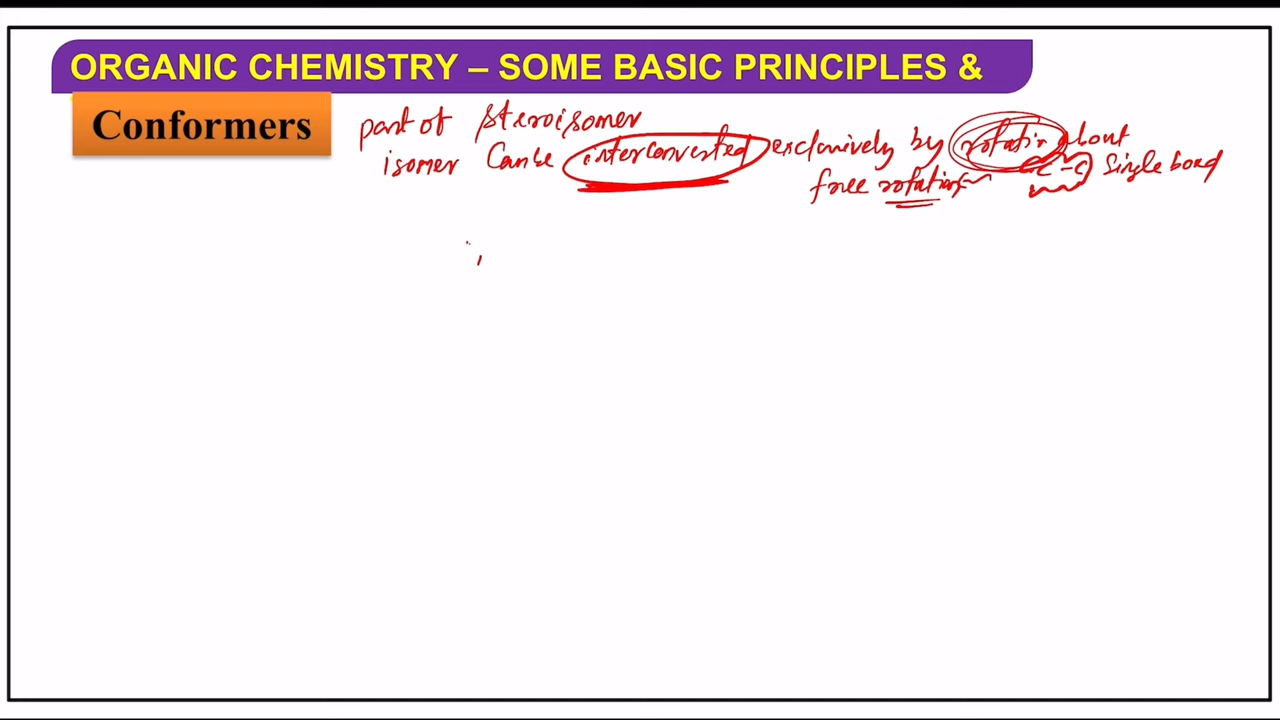 ORGANIC CHEMISTRY – SOME BASIC PRINCIPLES &
Conformers
part of steroisomer
isomer Can be interconverted exclusively by rotation about
free rotation C-C Single bond